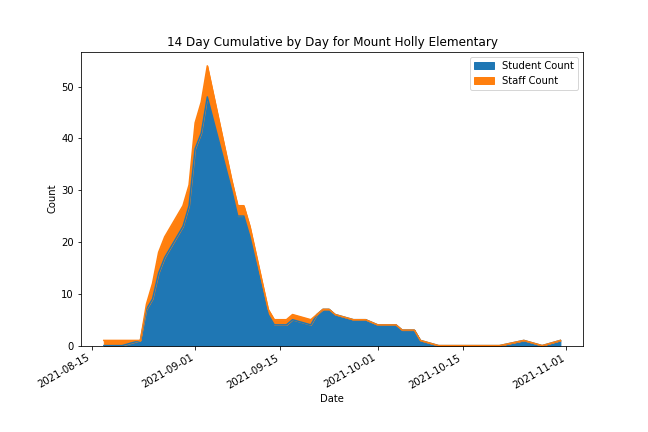 14 Day Cumulative by Day for Mount Holly Elementary
Student Count
Staff Count
Count
50
40
30
20
10
0
2021-08-15
2021-09-01
2021-09-15
2021-10-01
2021-10-15
2021-11-01
Date